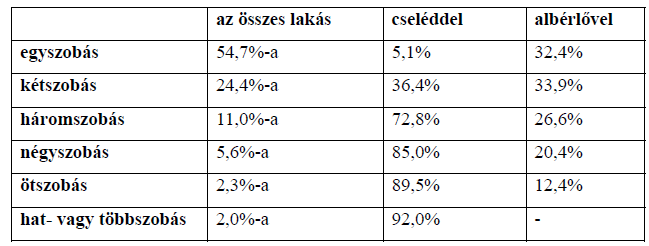 az összes lakás cseléddel albérlővel
egyszobás 54,7%-a 5,1% 32,4%
kétszobás 24,4%-a 36,4% 33,9%
háromszobás 11,0%-a 72,8% 26,6%
négyszobás 5,6%-a 85,0% 20,4%
ötszobás 2,3%-a 89,5% 12,4%
hat- vagy többszobás 2,0%-a 92,0% -